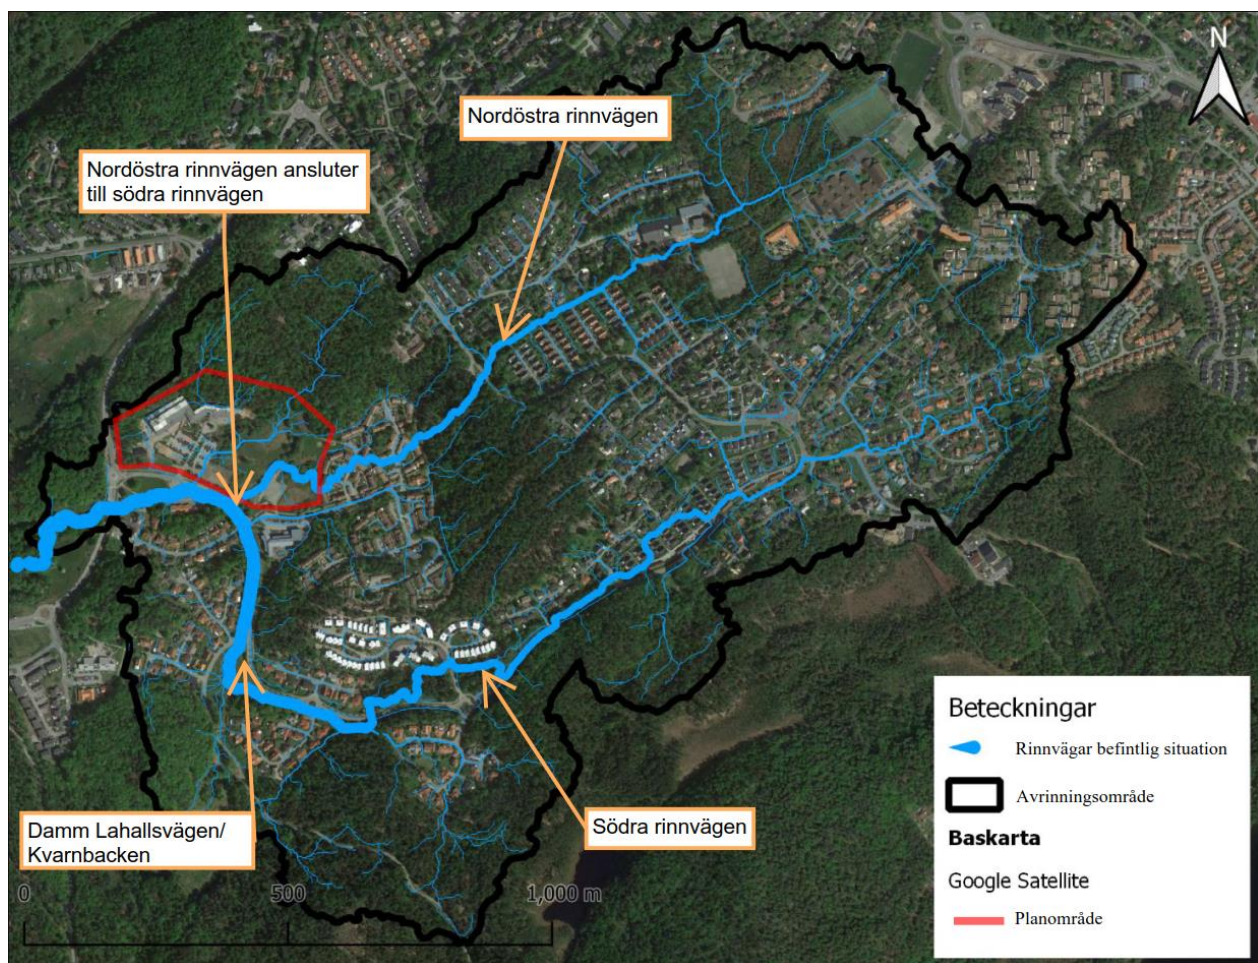 N
Nordöstra rinnvägen
Nordöstra rinnvägen ansluter
till södra rinnvägen
Södra rinnvägen
Damm Lahallsvägen/
Kvarnbacken
0 500 1,000 m
Beteckningar
Rinnvägar befintlig situation
Avrinningsområde
Baskarta
Google Satellite
Planområde